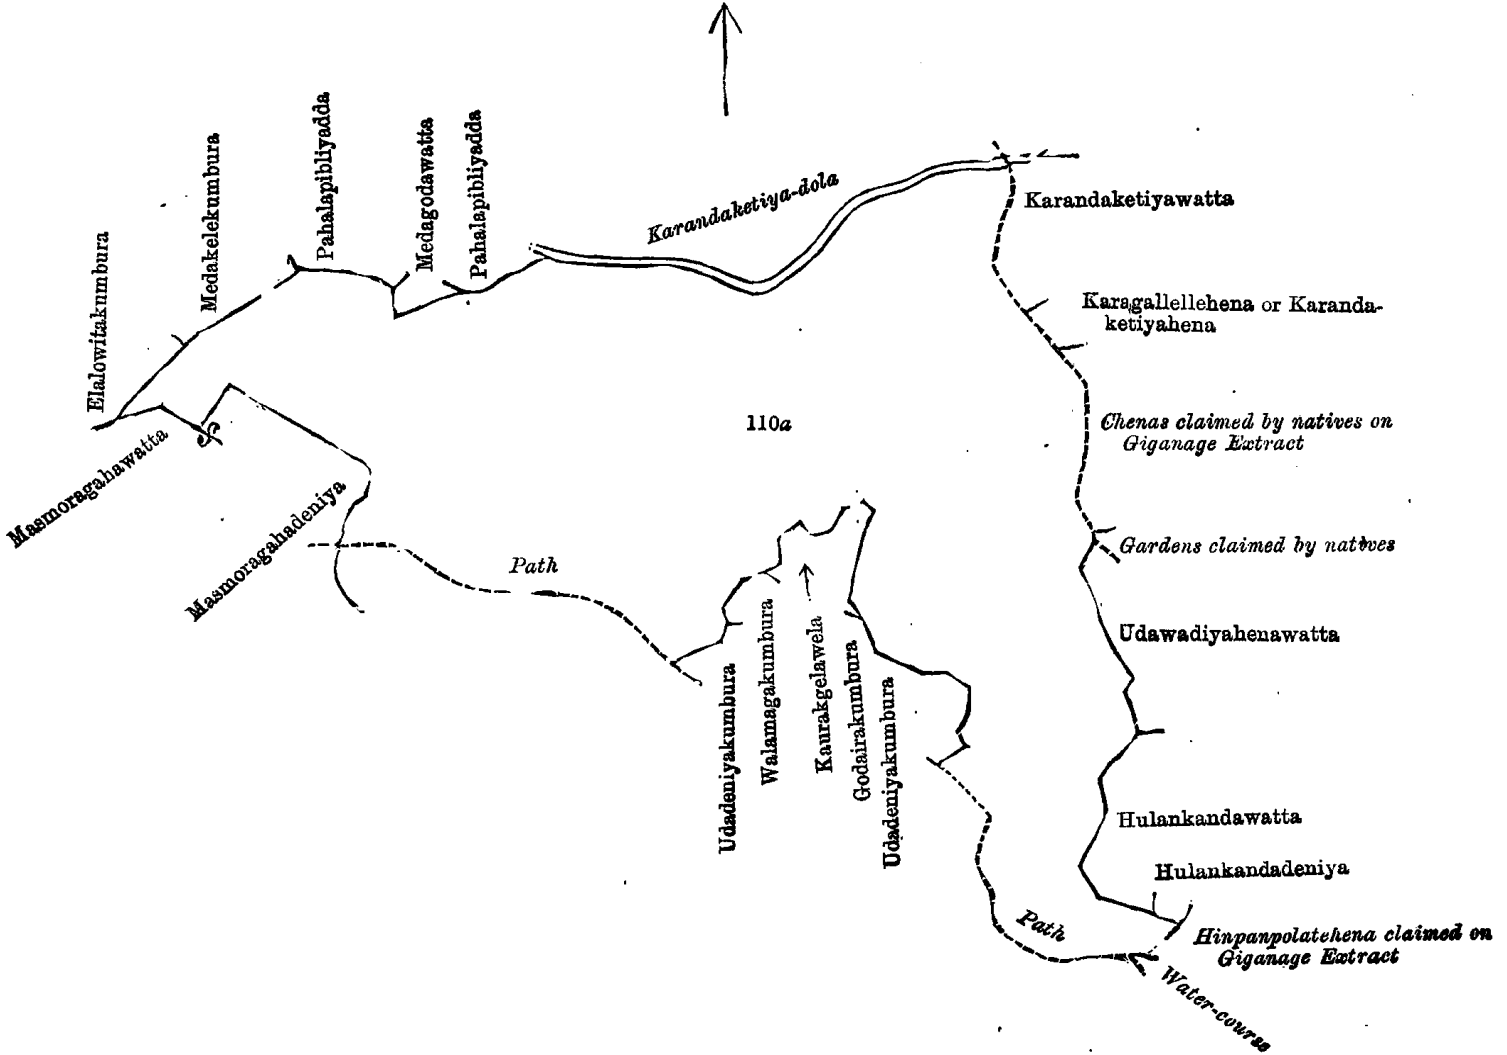 Elalowitakumbura
Medakelekumbura
Pahalapibliyadda
Medagodawatta
Pahalapibliyadda
Karandaketiya-dola
Karandaketiyawatta
Karagallellehena or Karanda-
ketiyahena
110a
Chenas claimed by natives on
Giganage Extract
Masmoragahawatta
Masmoragahadeniya
Path
Gardens claimed by natives
Udawadiyahenawatta
Udadeniyakumbura
Walamagakumbura
Kaurakgelawela
Godairakumbura
Udadeniyakumbura
Hulankandawatta
Hulankandadeniya
Path
Hinpanpolatehena claimed on
Giganage Extract
Water-course